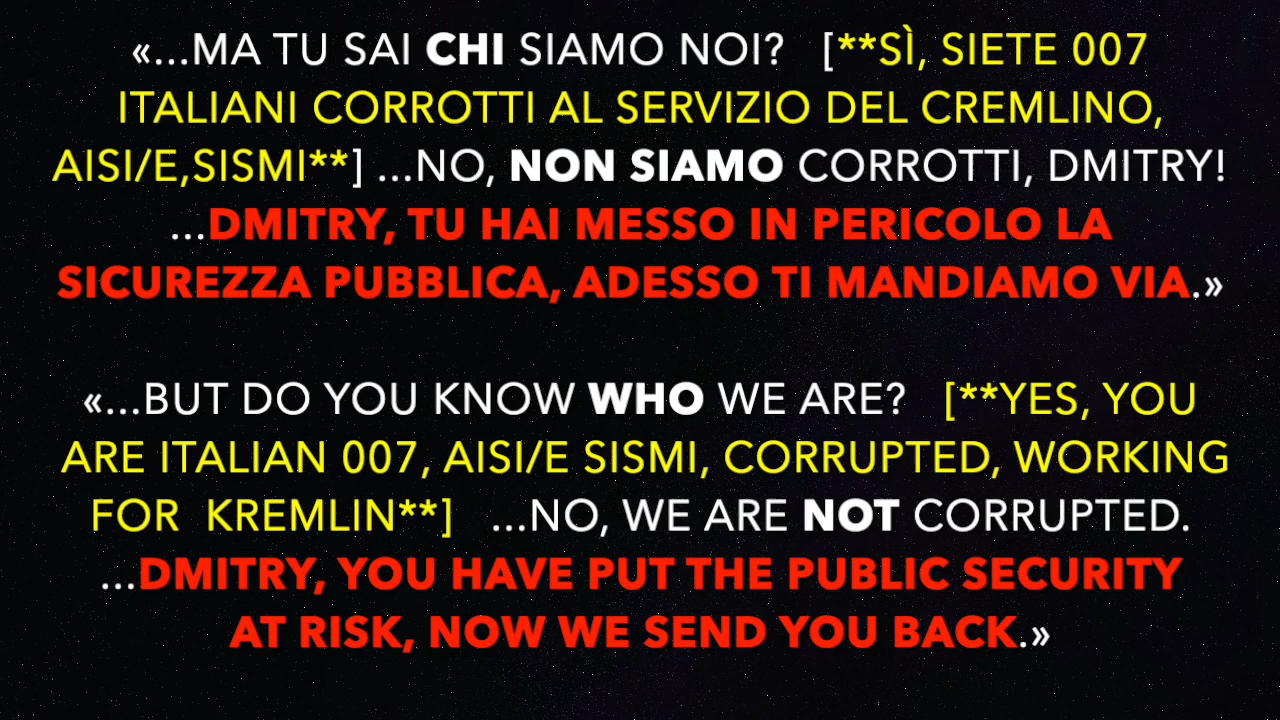 «...MA TU SAI CHI SIAMO NOI? [**SÌ, SIETE 007
ITALIANI CORROTTI AL SERVIZIO DEL CREMLINO,
AISI/E,SISMI**] ...NO, NON SIAMO CORROTTI, DMITRY!
...DMITRY, TU HAI MESSO IN PERICOLO LA
SICUREZZA PUBBLICA, ADESSO TI MANDIAMO VIA.»
«...BUT DO YOU KNOW WHO WE ARE? [**YES, YOU
ARE ITALIAN 007, AISI/E SISMI, CORRUPTED, WORKING
FOR KREMLIN**] ...NO, WE ARE NOT CORRUPTED.
...DMITRY, YOU HAVE PUT THE PUBLIC SECURITY
AT RISK, NOW WE SEND YOU BACK.»